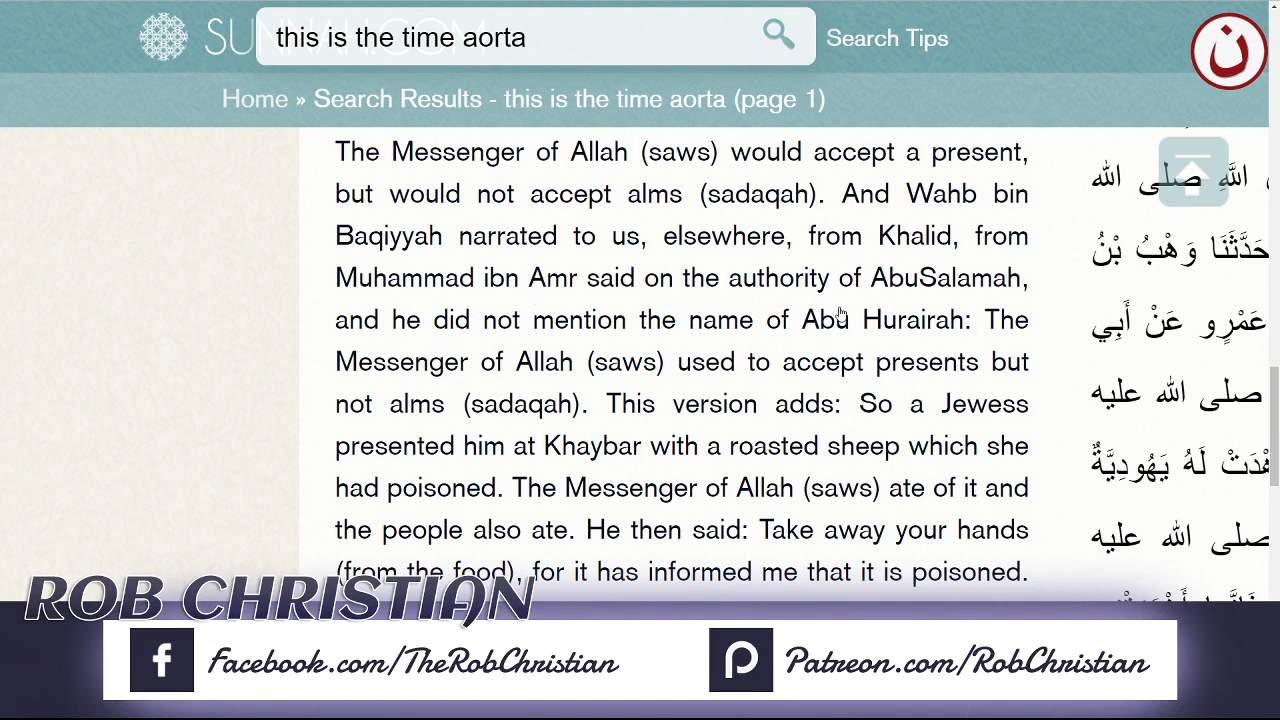 SUNNAH.COM
this is the time aorta
Search Tips
ن
Home » Search Results - this is the time aorta (page 1)
The Messenger of Allah (saws) would accept a present,
but would not accept alms (sadaqah). And Wahb bin
Baqiyyah narrated to us, elsewhere, from Khalid, from
Muhammad ibn Amr said on the authority of AbuSalamah,
and he did not mention the name of Abu Hurairah: The
Messenger of Allah (saws) used to accept presents but
not alms (sadaqah). This version adds: So a Jewess
presented him at Khaybar with a roasted sheep which she
had poisoned. The Messenger of Allah (saws) ate of it and
the people also ate. He then said: Take away your hands
(from the food), for it has informed me that it is poisoned.
اللَّهِ صلى الله
حَدَّثَنَا وَهْبُ بْنُ
عَمْرٍو عَنْ أَبِي
صلى الله عليه
لَهُ يَهُودِيَّةٌ
صلى الله عليه
ROB CHRISTIAN
Facebook.com/TheRobChristian
Patreon.com/RobChristian